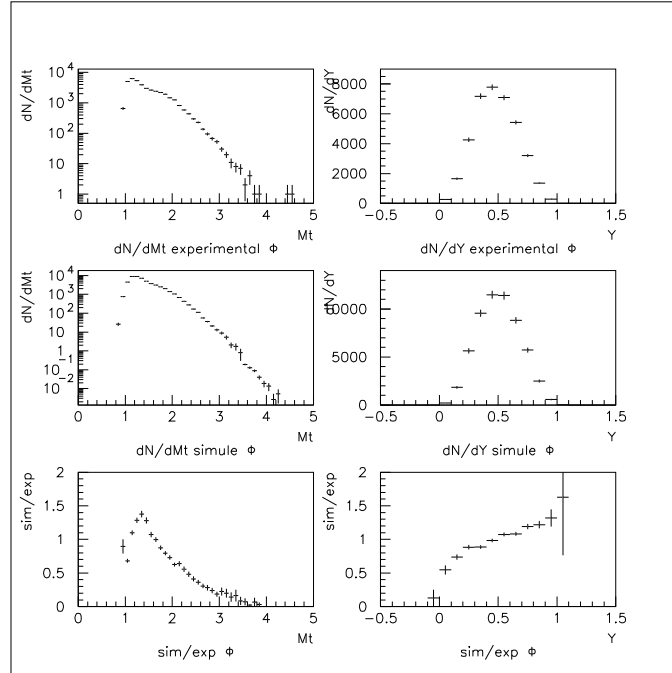 dN/dMt
10⁴
10³
10²
10
1
0 1 2 3 4 5
Mt
dN/dMt experimental Φ
dN/dY
8000
6000
4000
2000
0
−0.5 0 0.5 1 1.5
Y
dN/dY experimental Φ
dN/dMt
10⁴
10³
10²
10
1
10⁻¹
10⁻²
0 1 2 3 4 5
Mt
dN/dMt simule Φ
dN/dY
10000
5000
0
−0.5 0 0.5 1 1.5
Y
dN/dY simule Φ
sim/exp
2
1.5
1
0.5
0
0 1 2 3 4 5
Mt
sim/exp Φ
sim/exp
2
1.5
1
0.5
0
−0.5 0 0.5 1 1.5
Y
sim/exp Φ